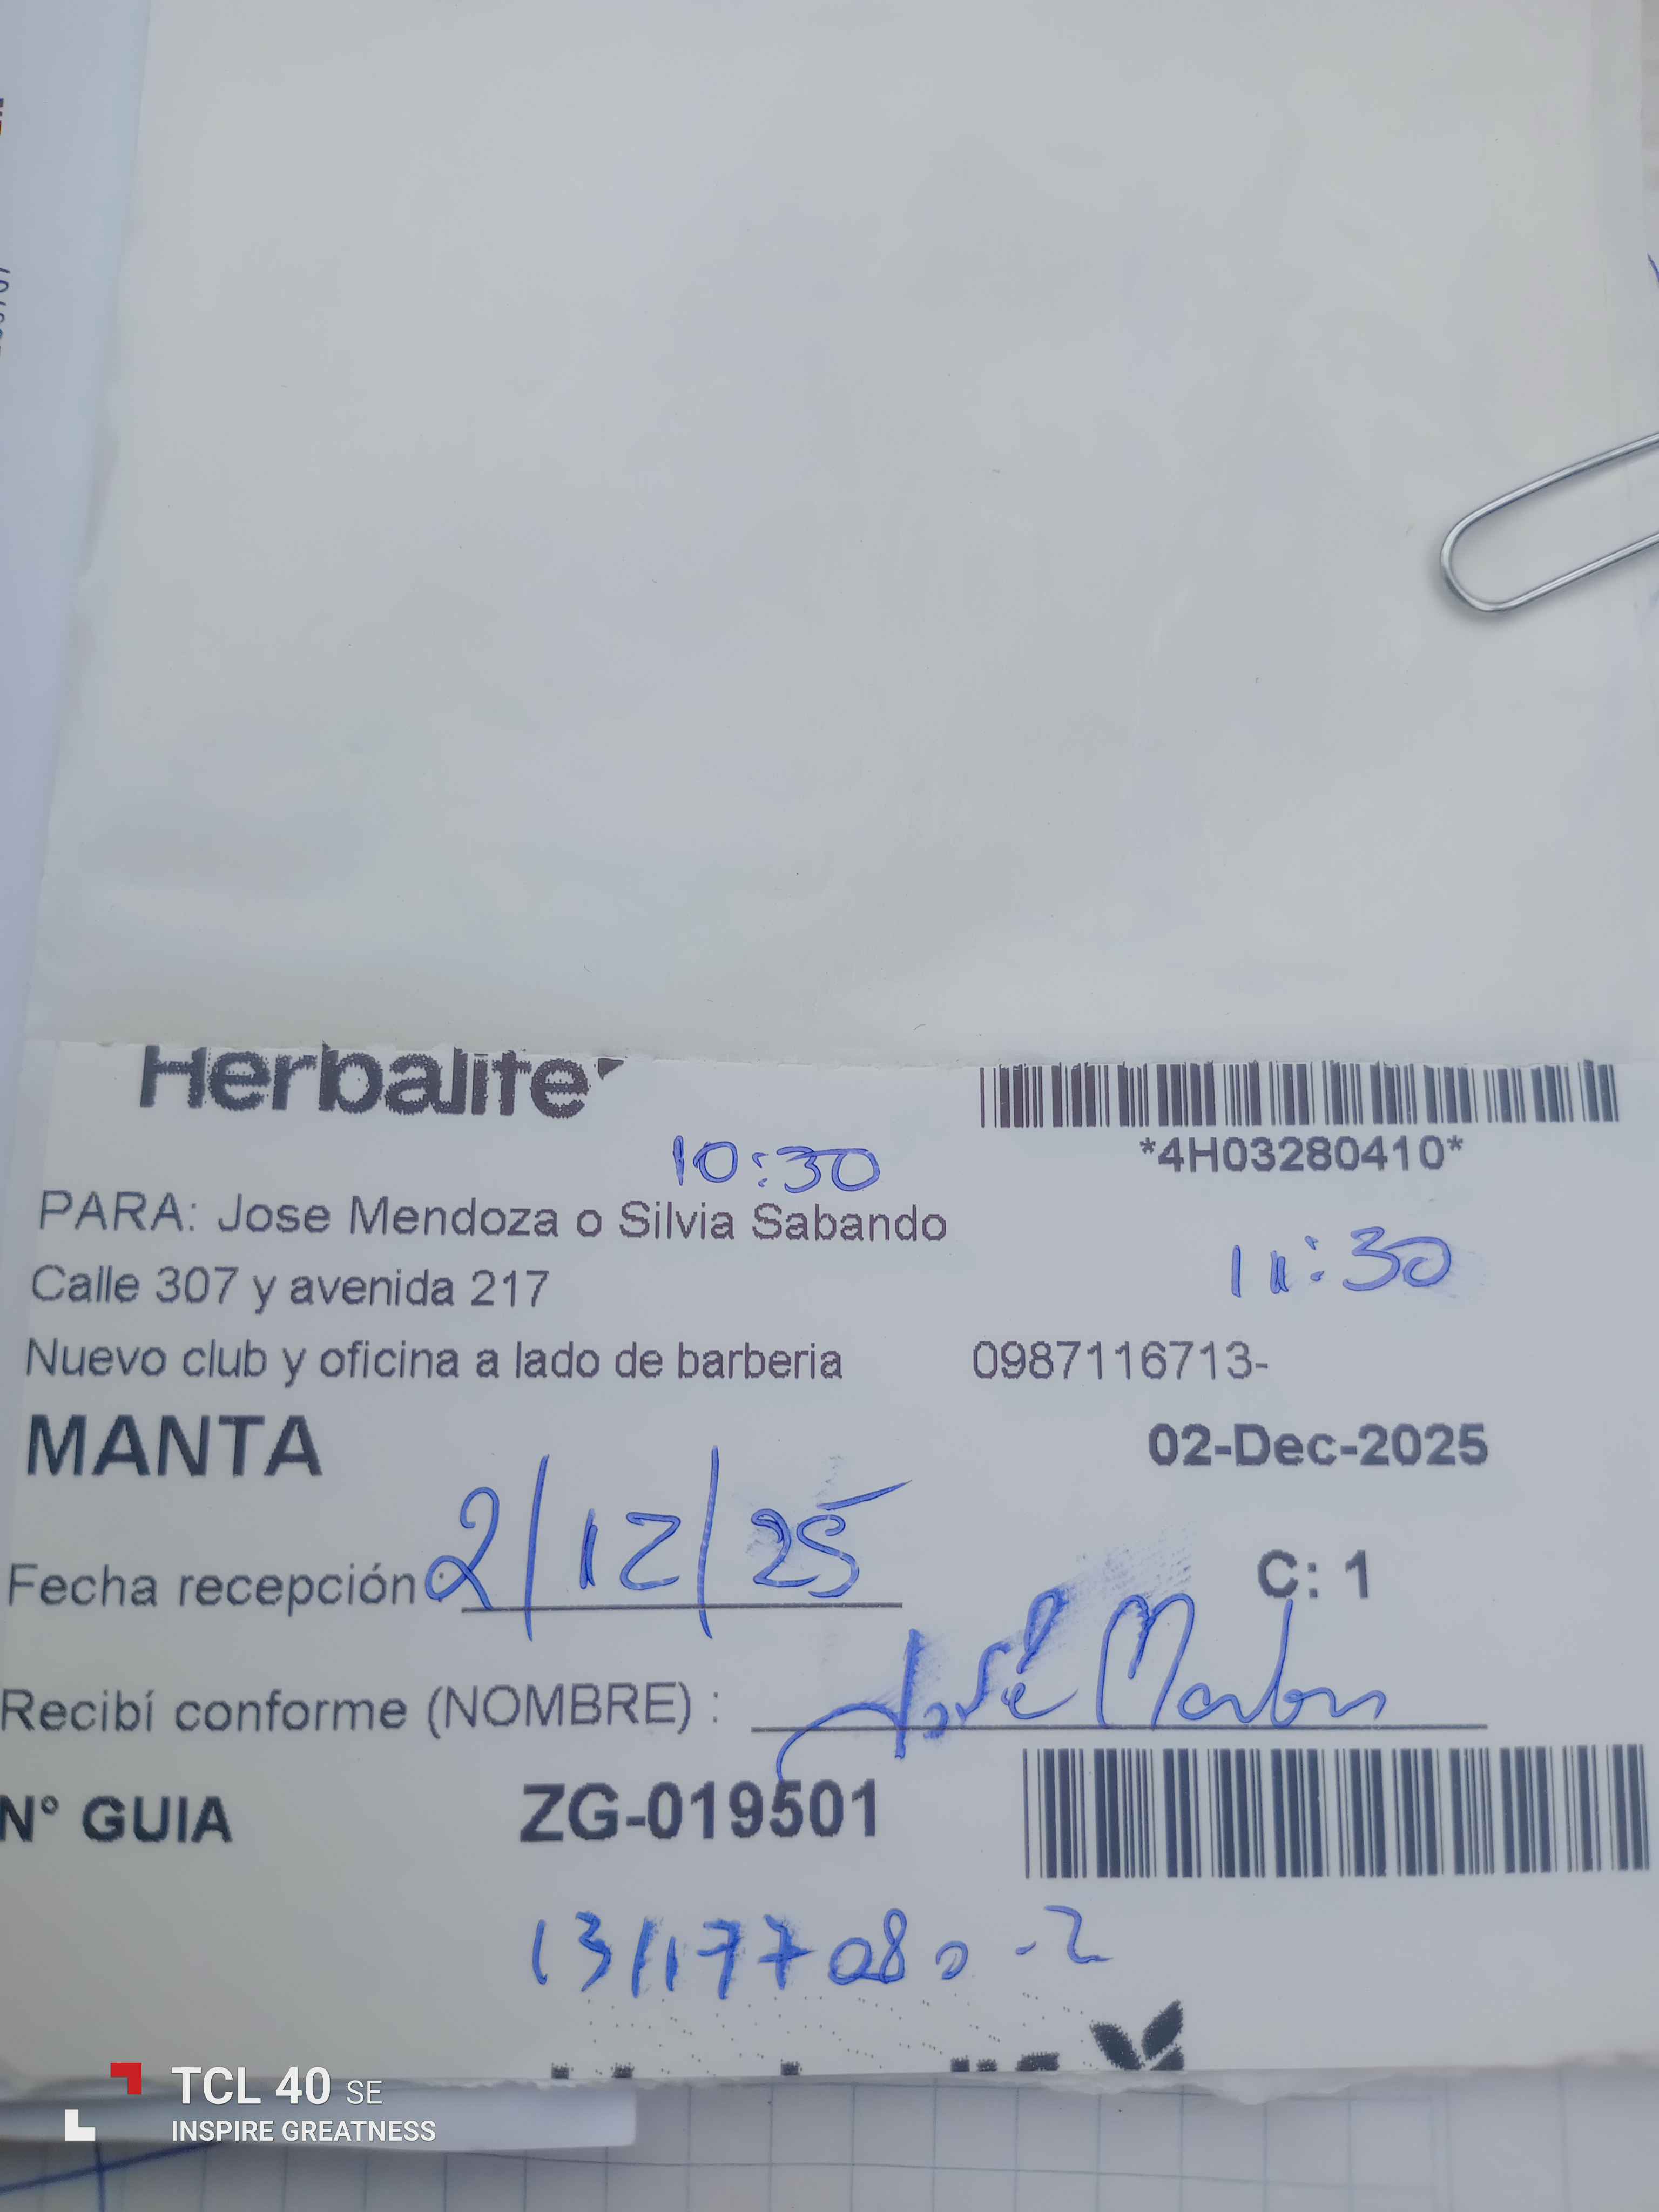 Herbalife
*4H03280410*
10:30
PARA: Jose Mendoza o Silvia Sabando
11:30
Calle 307 y avenida 217
Nuevo club y oficina a lado de barberia 0987116713-
MANTA 02-Dec-2025
Fecha recepción 2/12/25 C: 1
Recibí conforme (NOMBRE) : José
N° GUIA ZG-019501
TCL 40 SE
INSPIRE GREATNESS